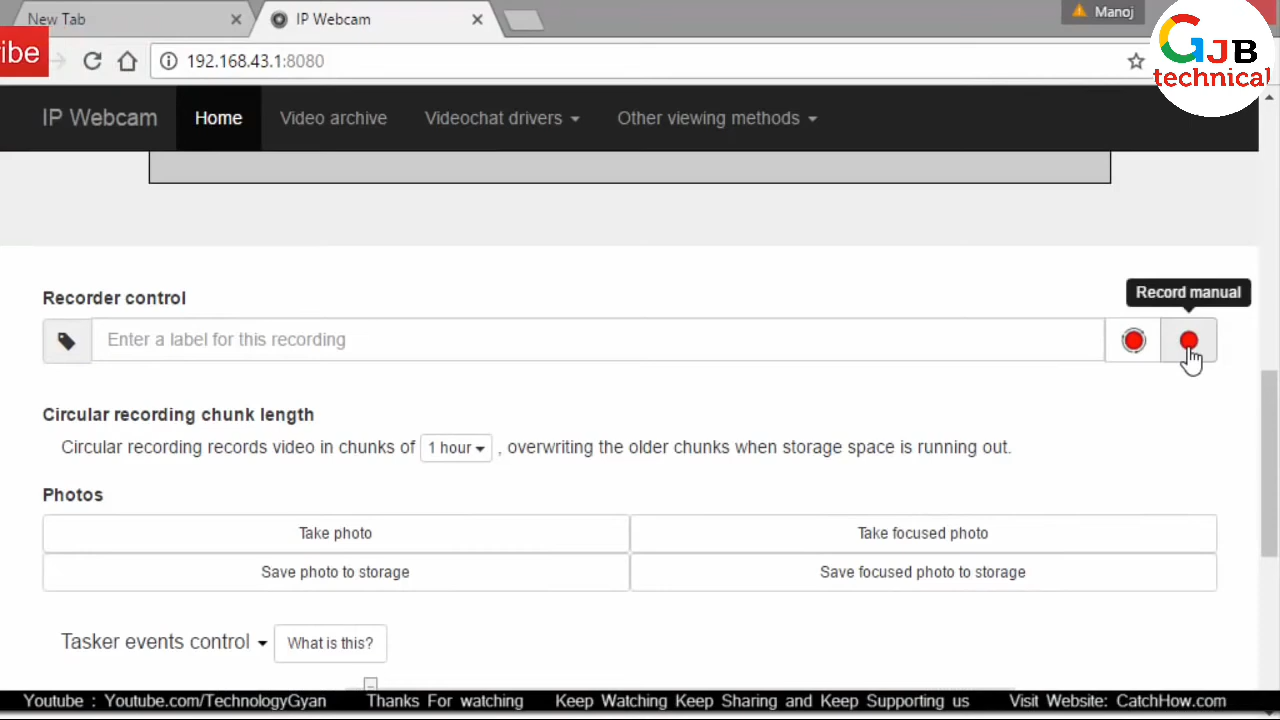 New Tab
IP Webcam
Manoj
ibe
192.168.43.1:8080
GJB
technical
IP Webcam Home Video archive Videochat drivers Other viewing methods
Recorder control
Record manual
Enter a label for this recording
Circular recording chunk length
Circular recording records video in chunks of 1 hour , overwriting the older chunks when storage space is running out.
Photos
Take photo Take focused photo
Save photo to storage Save focused photo to storage
Tasker events control What is this?
Youtube : Youtube.com/TechnologyGyan Thanks For watching Keep Watching Keep Sharing and Keep Supporting us Visit Website: CatchHow.com